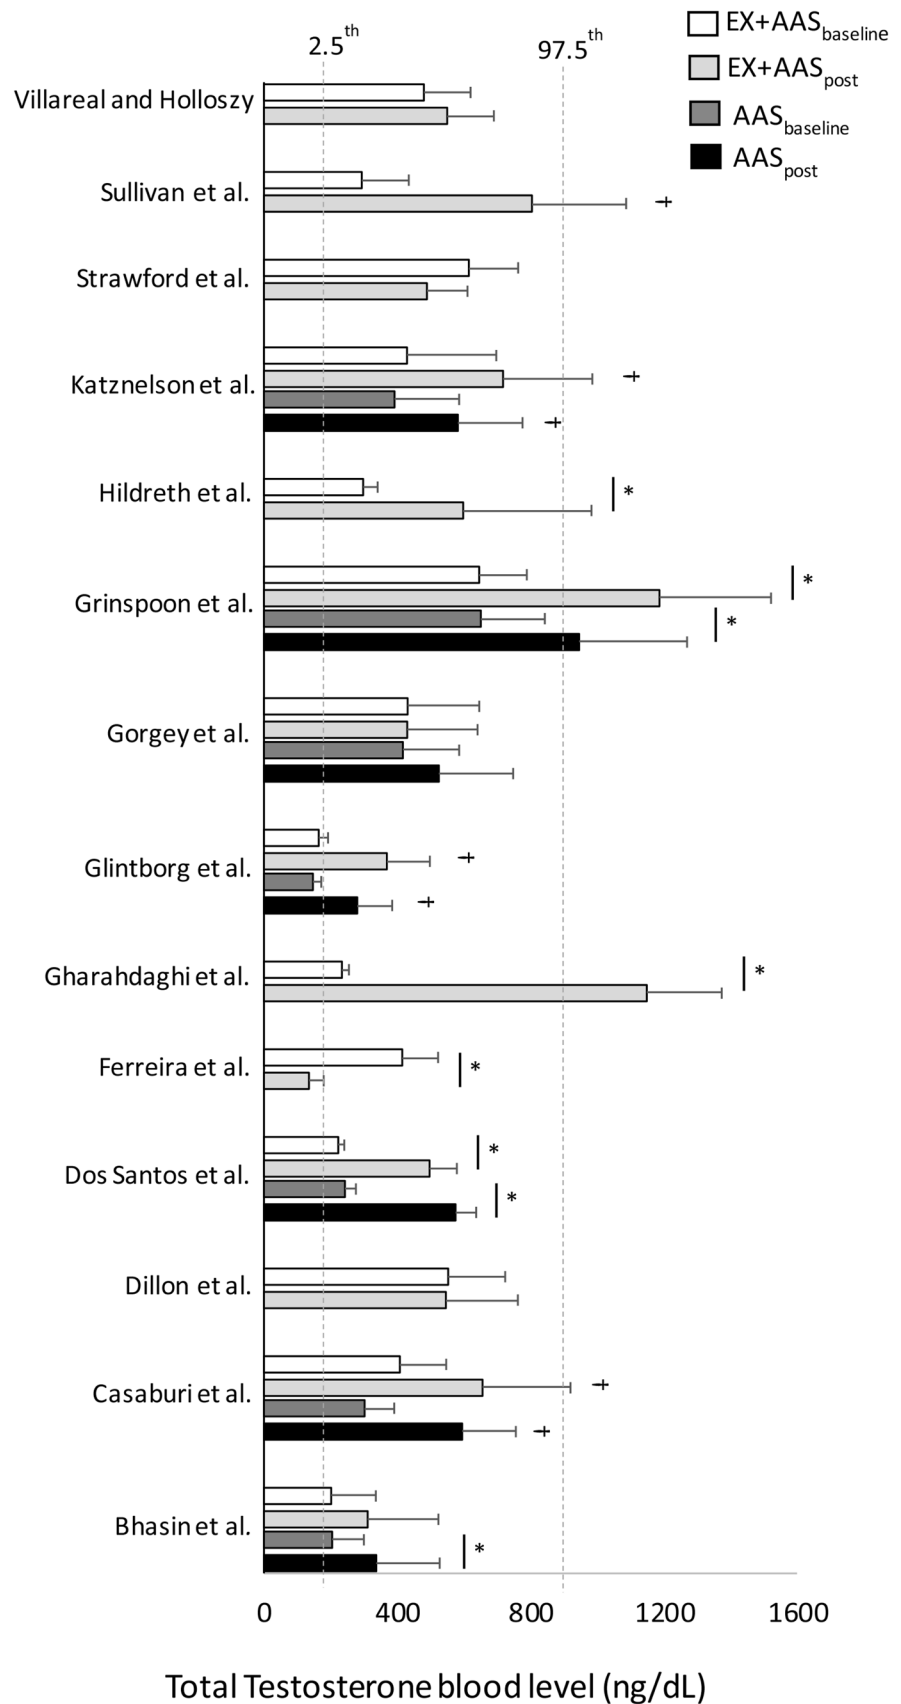 2.5th
97.5th
EX+AASbaseline
EX+AASpost
AASbaseline
AASpost
Villareal and Holloszy
Sullivan et al.
Ɨ
Strawford et al.
Katznelson et al.
Ɨ
Ɨ
Hildreth et al.
*
Grinspoon et al.
*
*
Gorgey et al.
Glintborg et al.
Ɨ
Ɨ
Gharahdaghi et al.
*
Ferreira et al.
*
Dos Santos et al.
*
*
Dillon et al.
Casaburi et al.
Ɨ
Ɨ
Bhasin et al.
*
0 400 800 1200 1600
Total Testosterone blood level (ng/dL)